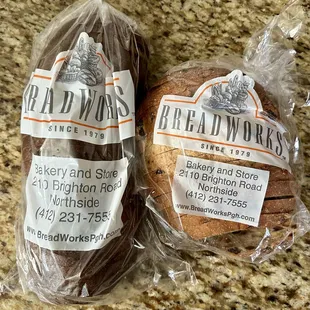 READWORKS
SINCE 1979
Bakery and Store
2110 Brighton Road
Northside
(412) 231-7555
www.BreadWorksPgh.com
BREADWORKS
SINCE 1979
Bakery and Store
2110 Brighton Road
Northside
(412) 231-7555
www.BreadWorksPgh.com